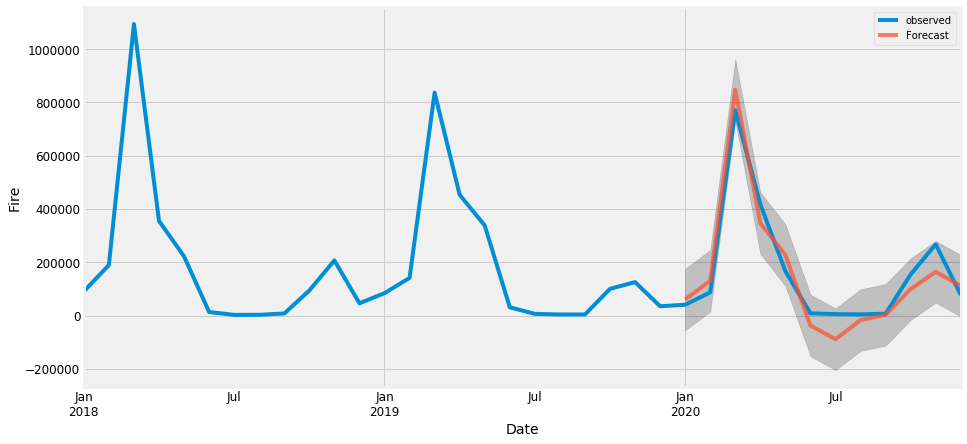 observed
Forecast
1000000
800000
600000
400000
200000
0
−200000
Fire
Jan Jul Jan Jul Jan Jul
2018 2019 2020
Date